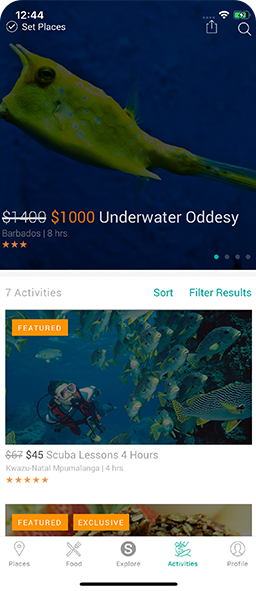 12:44
Set Places
$1400 $1000 Underwater Oddesy
Barbados | 8 hrs
7 Activities Sort Filter Results
FEATURED
$67 $45 Scuba Lessons 4 Hours
Kwazu-Natal Mpumalanga | 4 hrs
FEATURED EXCLUSIVE
Places Food Explore Activities Profile